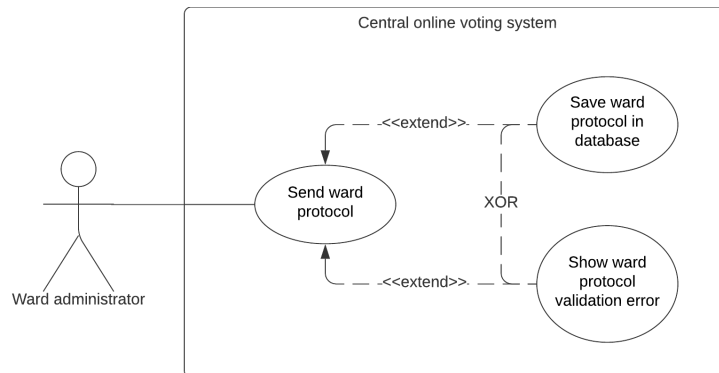 Central online voting system
Save ward
protocol in
database
<<extend>>
Send ward
protocol
XOR
<<extend>>
Show ward
protocol
validation error
Ward administrator